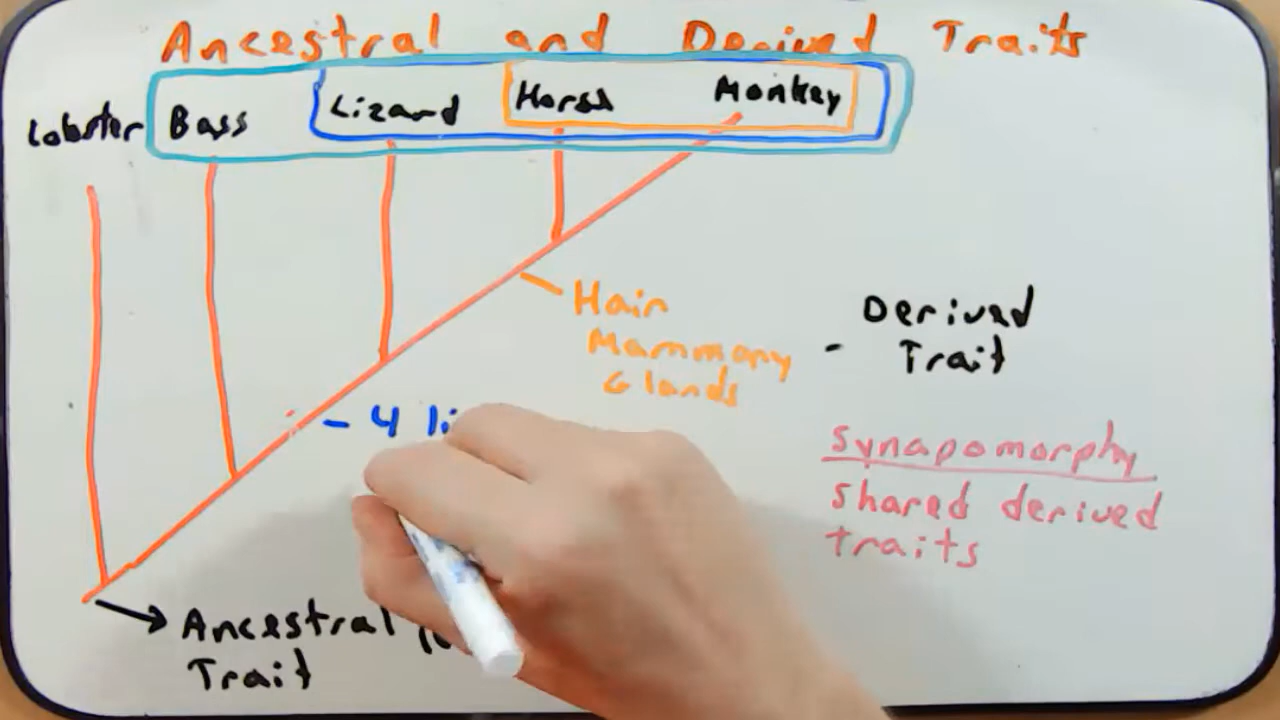 Ancestral and Derived Traits
Lobster Bass Lizard Horse Monkey
Hair
Mammary
Glands
- Derived
Trait
- 4
synapomorphy
shared derived
traits
Ancestral
Trait